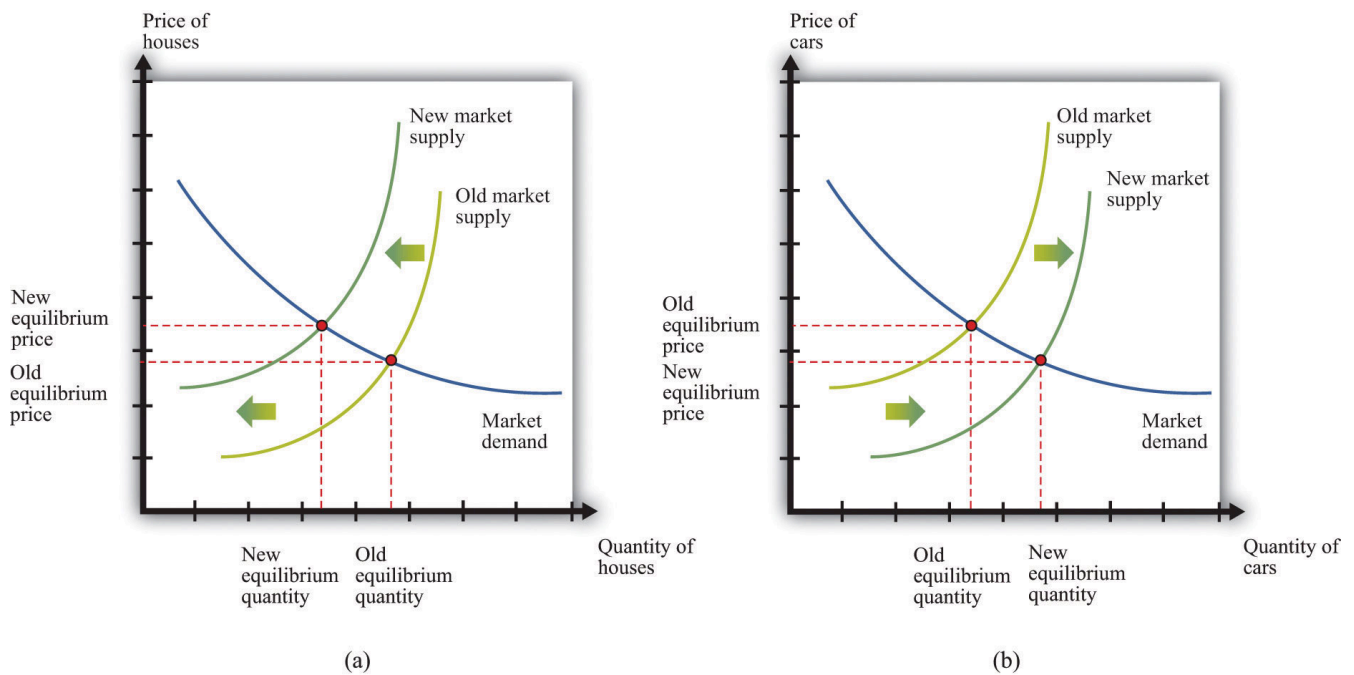 Price of
houses
New market
supply
Old market
supply
New
equilibrium
price
Old
equilibrium
price
Market
demand
New
equilibrium
quantity
Old
equilibrium
quantity
Quantity of
houses
(a)
Price of
cars
Old market
supply
New market
supply
Old
equilibrium
price
New
equilibrium
price
Market
demand
Old
equilibrium
quantity
New
equilibrium
quantity
Quantity of
cars
(b)